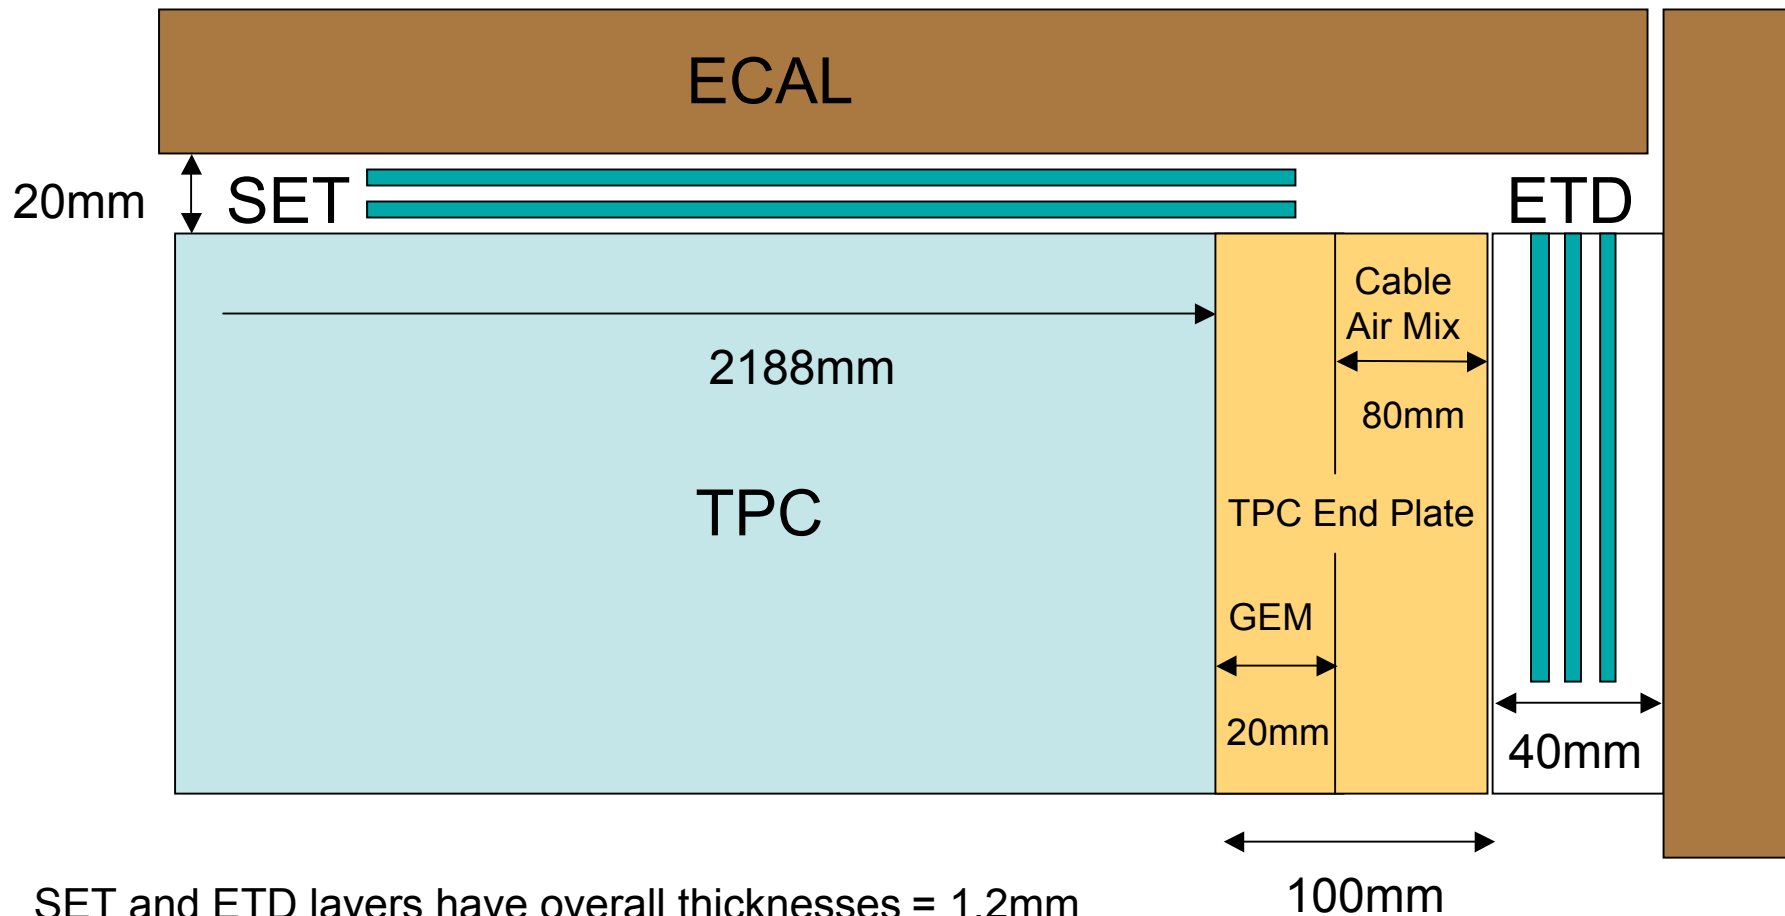 ECAL
20mm
SET
ETD
Cable
Air Mix
2188mm
80mm
TPC
TPC End Plate
GEM
20mm
40mm
100mm
SET and ETD layers have overall thicknesses = 1.2mm